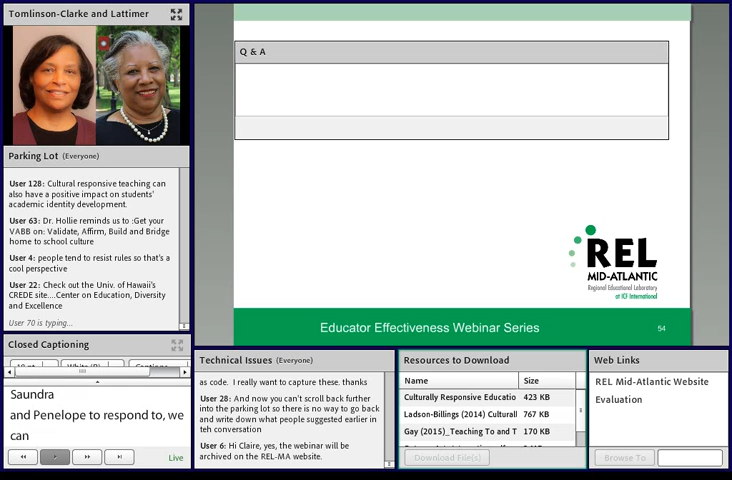 Tomlinson-Clarke and Lattimer
Parking Lot (Everyone)
User 128: Cultural responsive teaching can
also have a positive impact on students'
academic identity development.
User 63: Dr. Hollie reminds us to :Get your
VABB on: Validate, Affirm, Build and Bridge
home to school culture
User 4: people tend to resist rules so that's a
cool perspective
User 22: Check out the Univ. of Hawaii's
CREDE site....Center on Education, Diversity
and Excellence
User 70 is typing...
Closed Captioning
Saundra
and Penelope to respond to, we
can
Live
Q & A
REL
MID-ATLANTIC
Regional Educational Laboratory
at ICF International
Educator Effectiveness Webinar Series
54
Technical Issues (Everyone)
as code. I really want to capture these. thanks
User 28: And now you can't scroll back further
into the parking lot so there is no way to go back
and write down what people suggested earlier in
teh conversation
User 6: Hi Claire, yes, the webinar will be
archived on the REL-MA website.
Resources to Download
Name Size
Culturally Responsive Educatio 423 KB
Ladson-Billings (2014) Culturall 767 KB
Gay (2015)_Teaching To and T 170 KB
Download File(s)
Web Links
REL Mid-Atlantic Website
Evaluation
Browse To